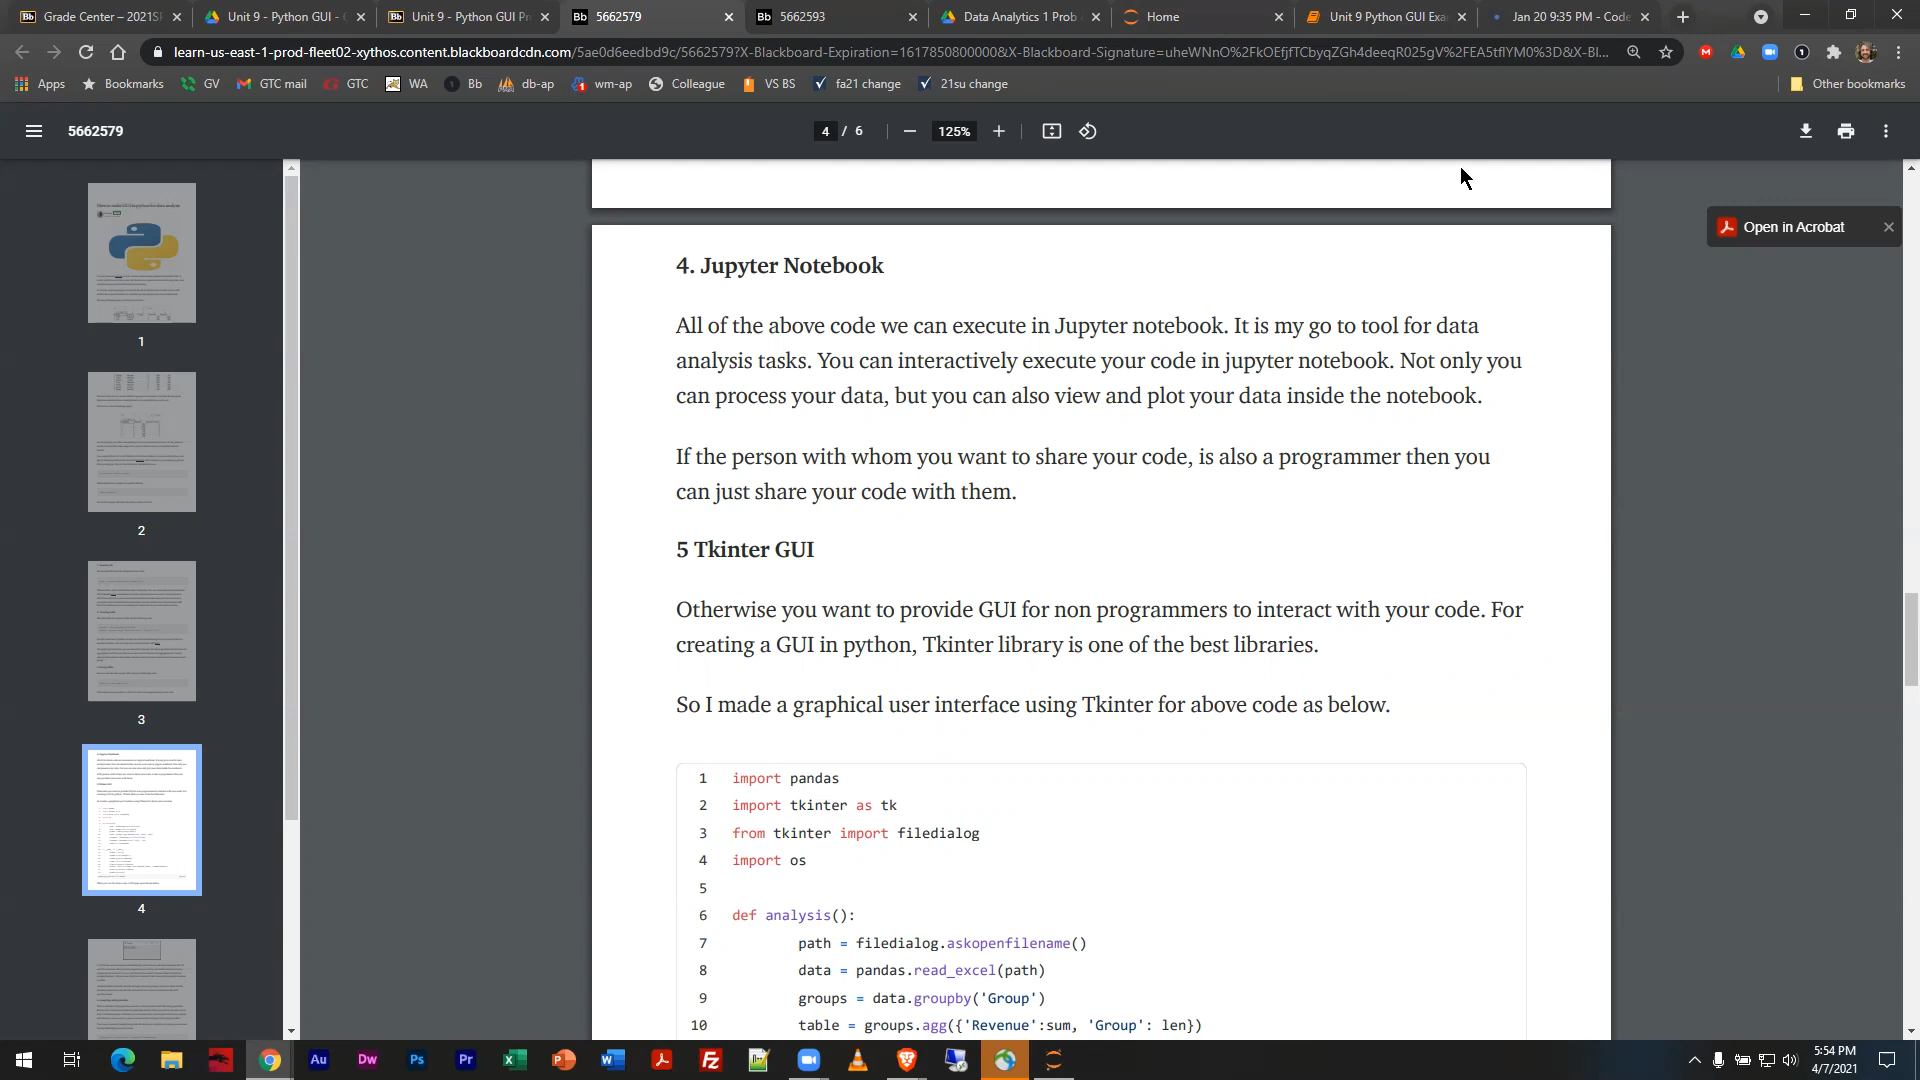 Grade Center – 2021S
Unit 9 - Python GUI -
Unit 9 - Python GUI Pr
5662579
5662593
Data Analytics 1 Prob
Home
Unit 9 Python GUI Exa
Jan 20 9:35 PM - Code
learn-us-east-1-prod-fleet02-xythos.content.blackboardcdn.com/5ae0d6eedbd9c/5662579?X-Blackboard-Expiration=1617850800000&X-Blackboard-Signature=uheWNnO%2FkOEfjfTCbyqZGh4deeqR025gV%2FEA5tflYM0%3D&X-Bl...
Apps
Bookmarks
GV
GTC mail
GTC
WA
Bb
db-ap
wm-ap
Colleague
VS BS
fa21 change
21su change
Other bookmarks
5662579
4 / 6
125%
Open in Acrobat
1
2
3
4
4. Jupyter Notebook
All of the above code we can execute in Jupyter notebook. It is my go to tool for data
analysis tasks. You can interactively execute your code in jupyter notebook. Not only you
can process your data, but you can also view and plot your data inside the notebook.
If the person with whom you want to share your code, is also a programmer then you
can just share your code with them.
5 Tkinter GUI
Otherwise you want to provide GUI for non programmers to interact with your code. For
creating a GUI in python, Tkinter library is one of the best libraries.
So I made a graphical user interface using Tkinter for above code as below.
1 import pandas
2 import tkinter as tk
3 from tkinter import filedialog
4 import os
5
6 def analysis():
7 path = filedialog.askopenfilename()
8 data = pandas.read_excel(path)
9 groups = data.groupby('Group')
10 table = groups.agg({'Revenue':sum, 'Group': len})
5:54 PM
4/7/2021